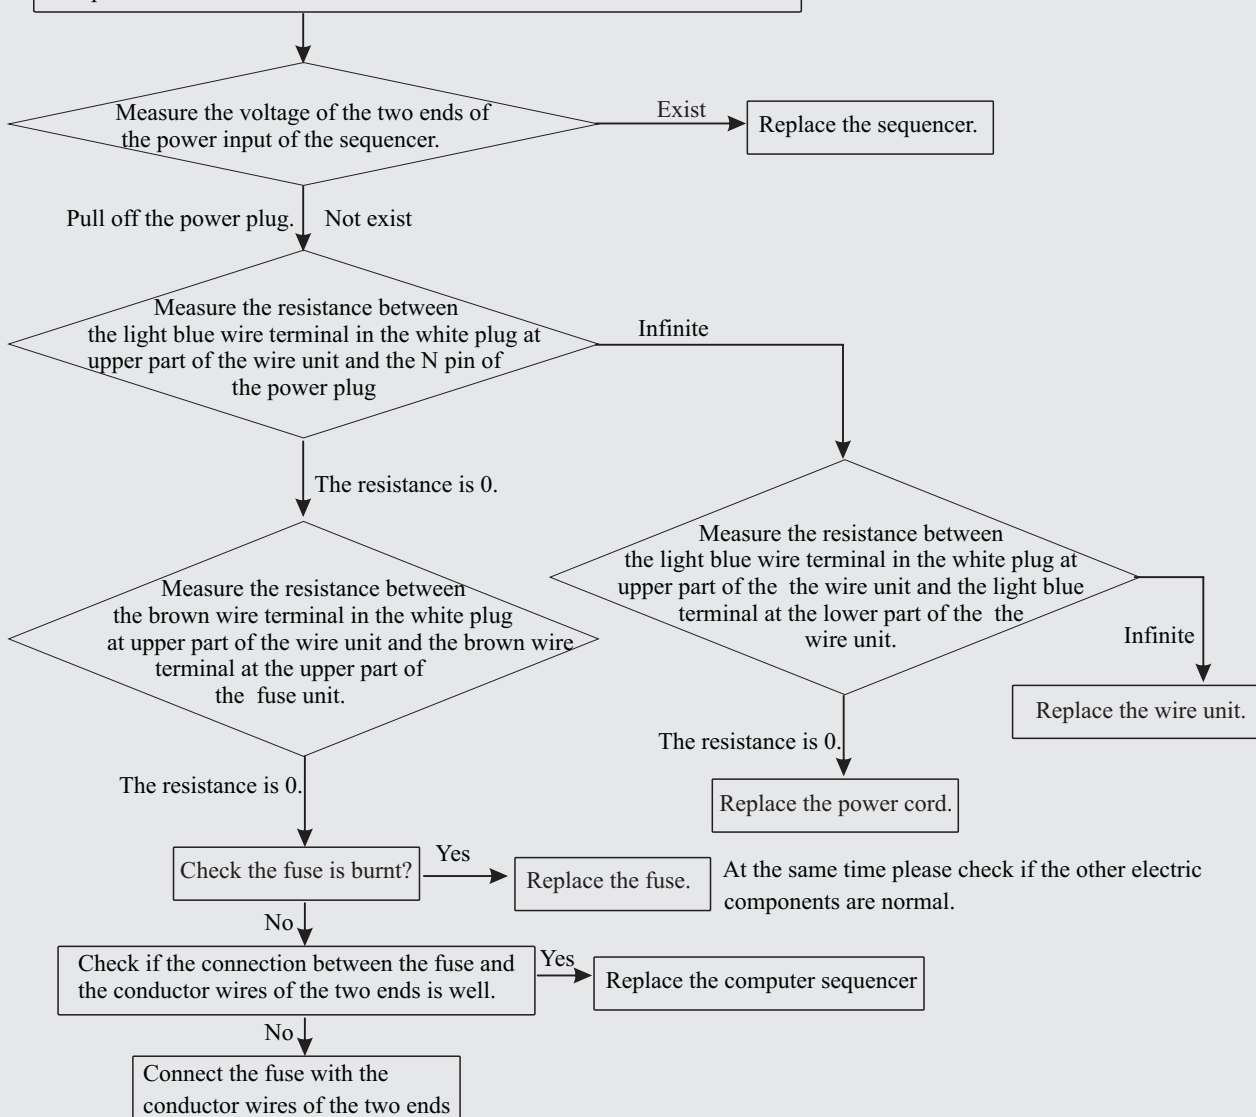 Measure the voltage of the two ends of
the power input of the sequencer.
Exist
Replace the sequencer.
Pull off the power plug.
Not exist
Measure the resistance between
the light blue wire terminal in the white plug at
upper part of the wire unit and the N pin of
the power plug
Infinite
The resistance is 0.
Measure the resistance between
the light blue wire terminal in the white plug at
upper part of the  the wire unit and the light blue
terminal at the lower part of the  the
wire unit.
Infinite
Replace the wire unit.
The resistance is 0.
Replace the power cord.
Measure the resistance between
the brown wire terminal in the white plug
at upper part of the wire unit and the brown wire
terminal at the upper part of
the  fuse unit.
The resistance is 0.
Check the fuse is burnt?
Yes
Replace the fuse.
At the same time please check if the other electric
components are normal.
No
Check if the connection between the fuse and
the conductor wires of the two ends is well.
Yes
Replace the computer sequencer
No
Connect the fuse with the
conductor wires of the two ends